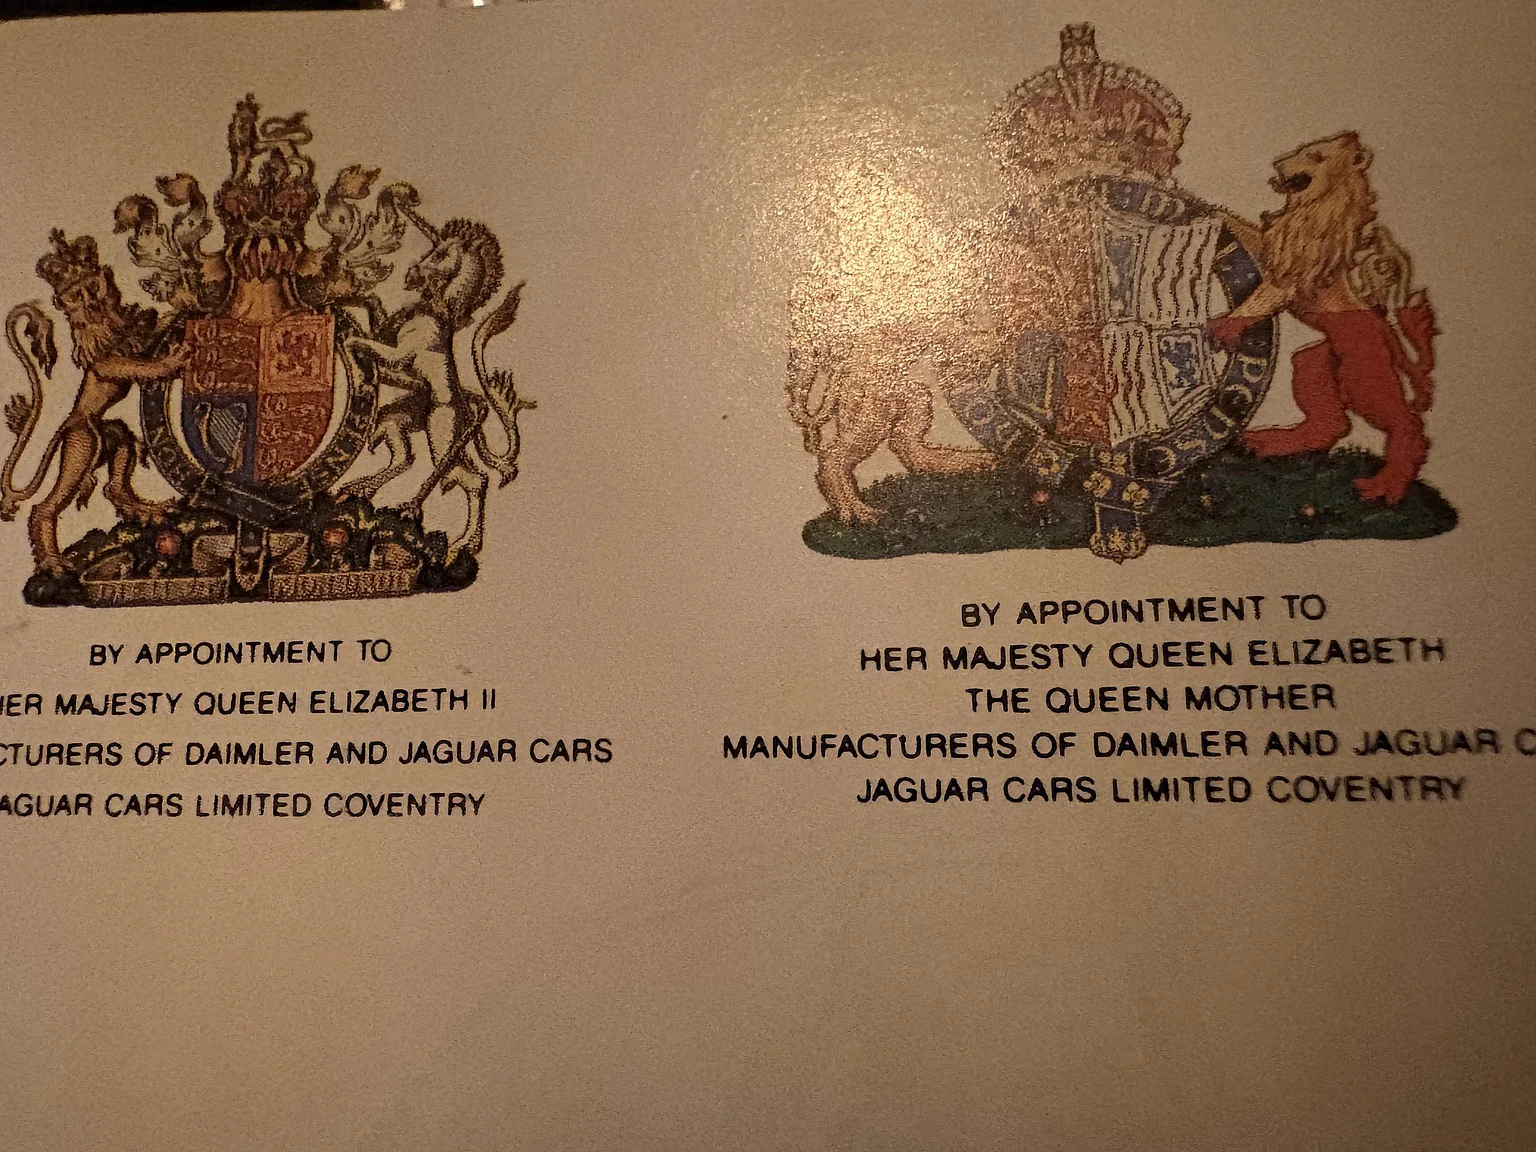 BY APPOINTMENT TO
HER MAJESTY QUEEN ELIZABETH II
CTURERS OF DAIMLER AND JAGUAR CARS
AGUAR CARS LIMITED COVENTRY
BY APPOINTMENT TO
HER MAJESTY QUEEN ELIZABETH
THE QUEEN MOTHER
MANUFACTURERS OF DAIMLER AND JAGUAR C
JAGUAR CARS LIMITED COVENTRY